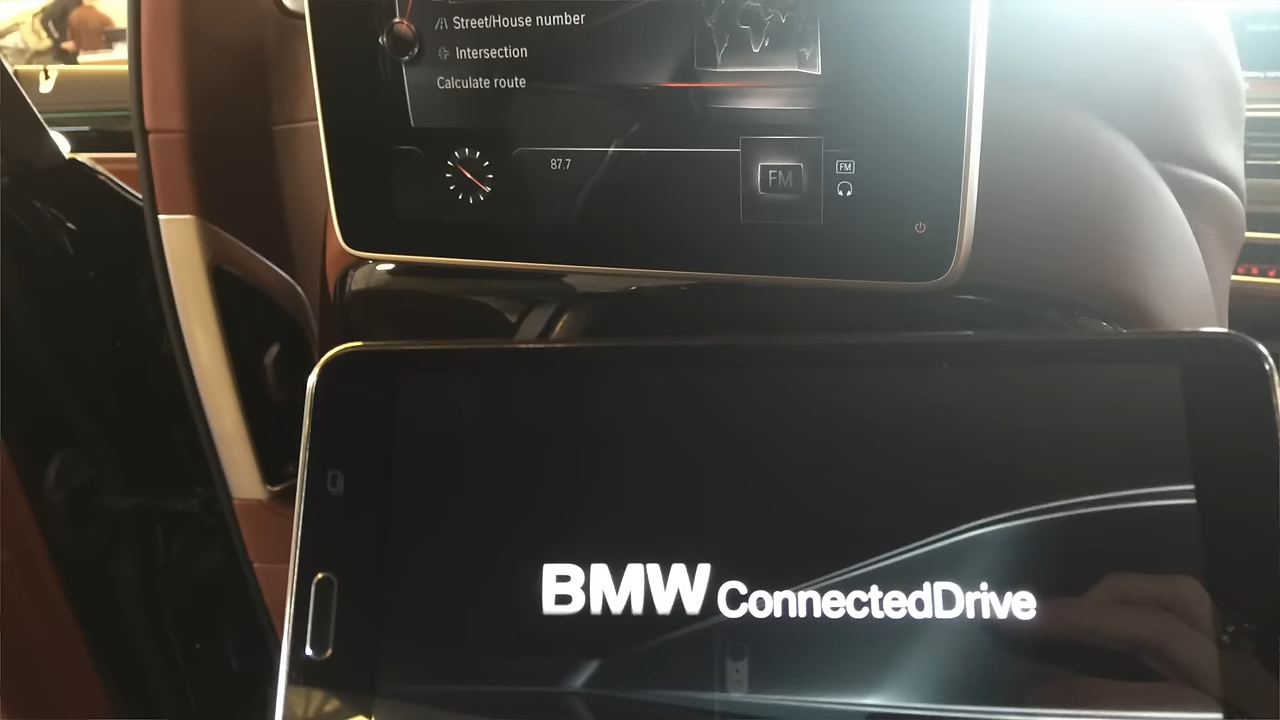 Street/House number
Intersection
Calculate route
87.7
FM
FM
BMW ConnectedDrive